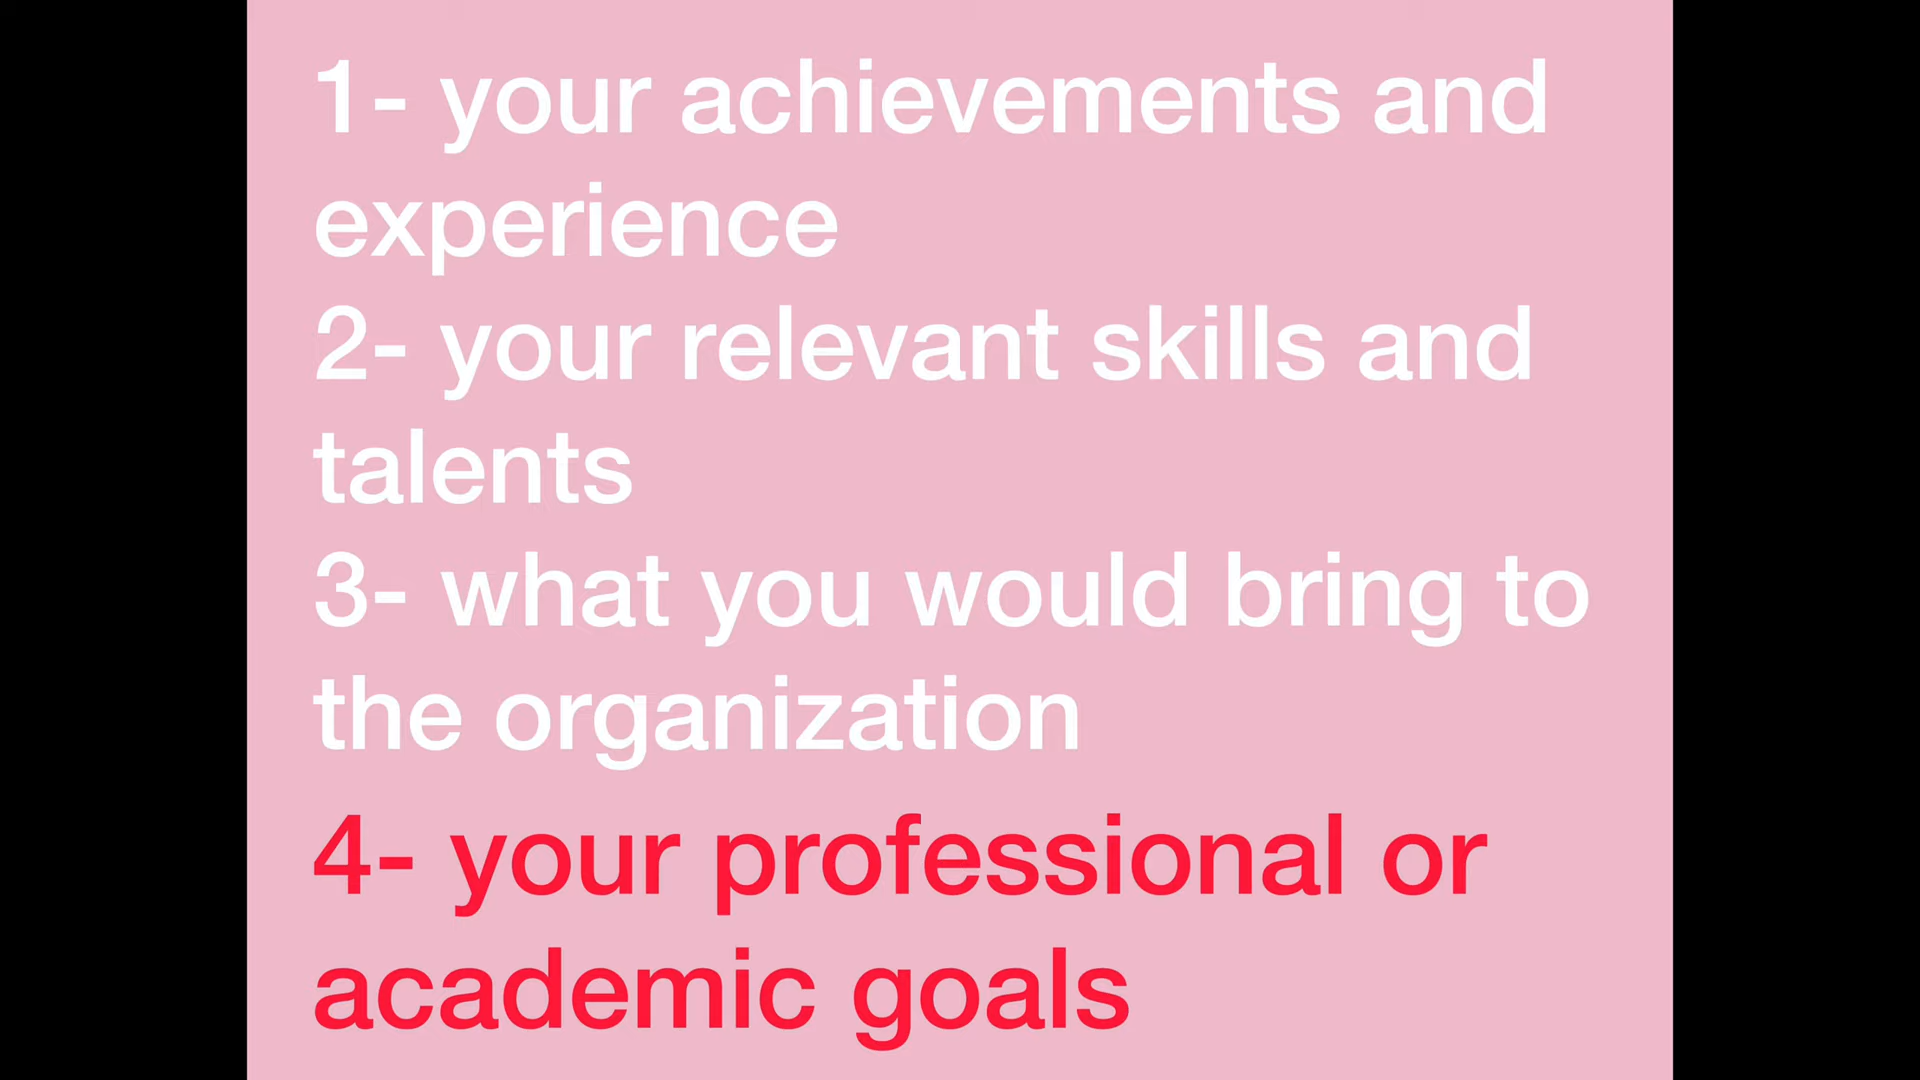 1- your achievements and
experience
2- your relevant skills and
talents
3- what you would bring to
the organization
4- your professional or
academic goals